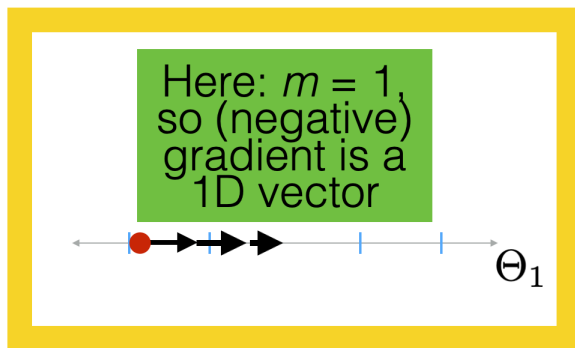 Here: m = 1,
so (negative)
gradient is a
1D vector
Θ₁